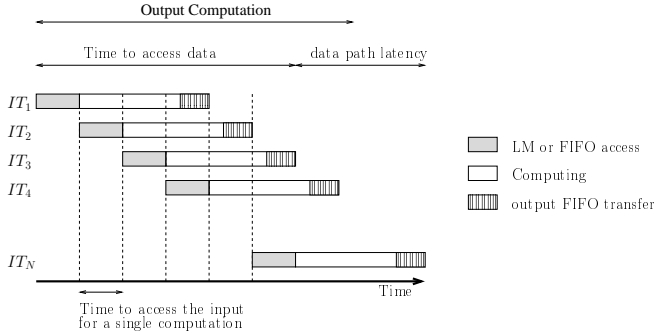 Output Computation
Time to access data
data path latency
IT1
IT2
IT3
IT4
ITN
LM or FIFO access
Computing
output FIFO transfer
Time
Time to access the input
for a single computation